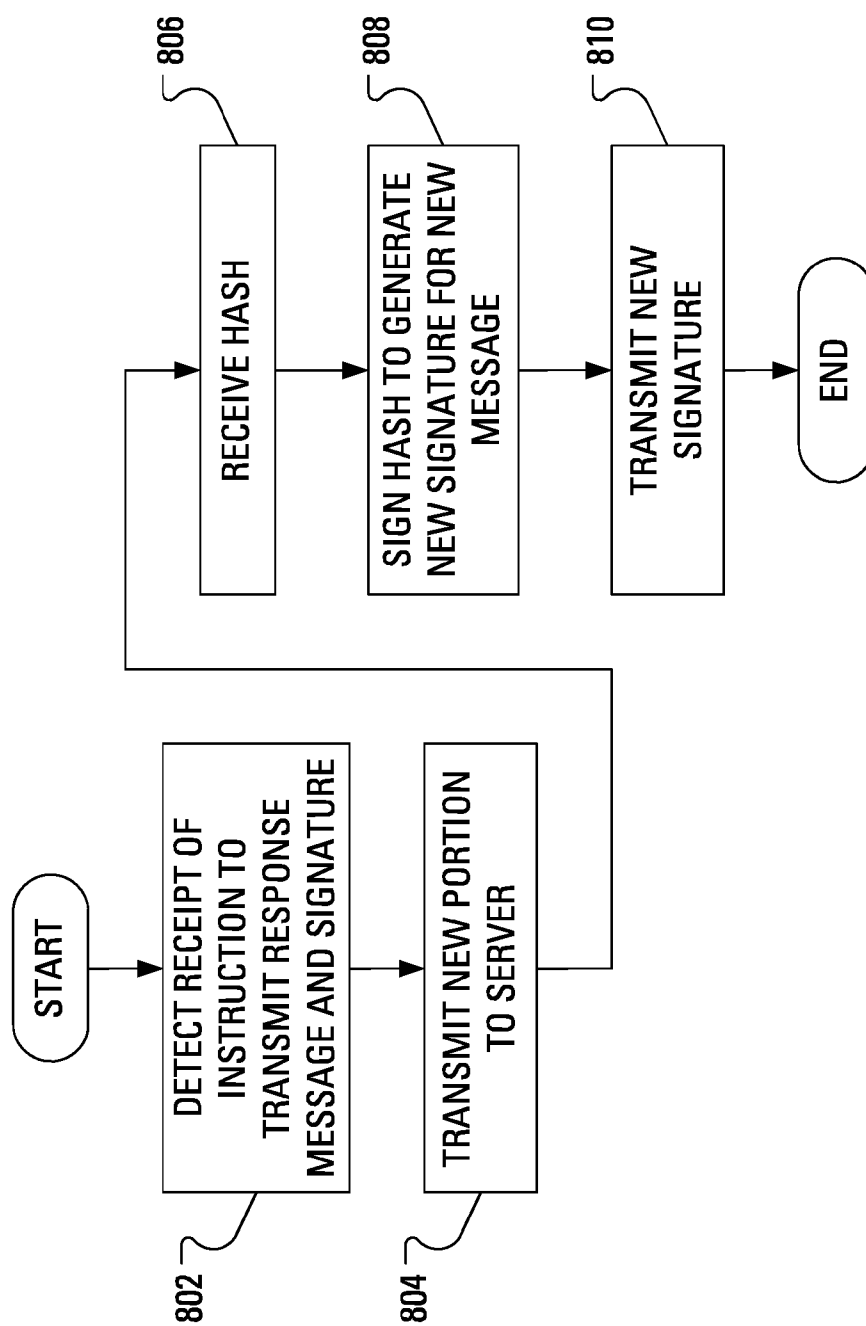 START
DETECT RECEIPT OF
INSTRUCTION TO
TRANSMIT RESPONSE
MESSAGE AND SIGNATURE
802
TRANSMIT NEW PORTION
TO SERVER
804
RECEIVE HASH
806
SIGN HASH TO GENERATE
NEW SIGNATURE FOR NEW
MESSAGE
808
TRANSMIT NEW
SIGNATURE
810
END